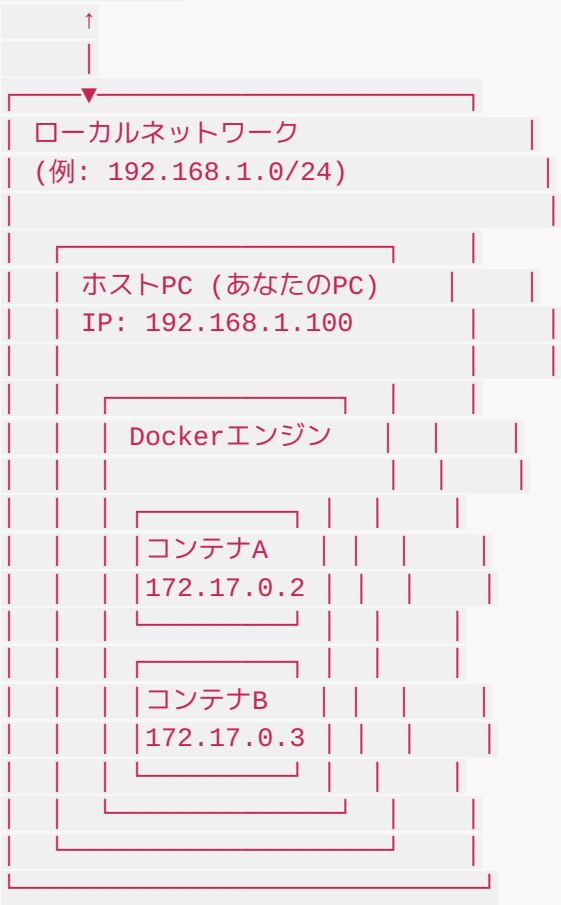 ローカルネットワーク
(例: 192.168.1.0/24)
ホストPC (あなたのPC)
IP: 192.168.1.100
Dockerエンジン
コンテナA
172.17.0.2
コンテナB
172.17.0.3